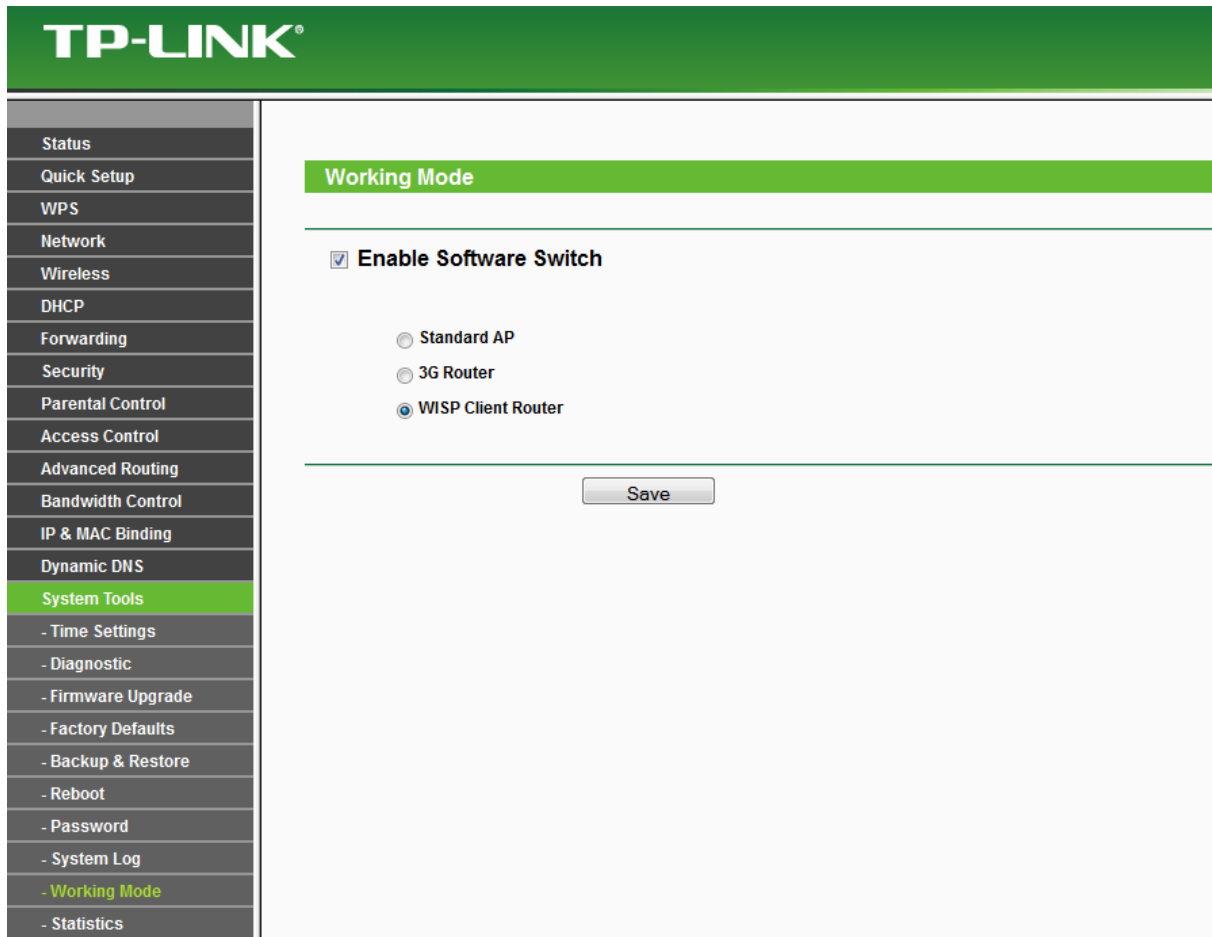 TP-LINK®
Status
Quick Setup
WPS
Network
Wireless
DHCP
Forwarding
Security
Parental Control
Access Control
Advanced Routing
Bandwidth Control
IP & MAC Binding
Dynamic DNS
System Tools
- Time Settings
- Diagnostic
- Firmware Upgrade
- Factory Defaults
- Backup & Restore
- Reboot
- Password
- System Log
- Working Mode
- Statistics
Working Mode
Enable Software Switch
Standard AP
3G Router
WISP Client Router
Save